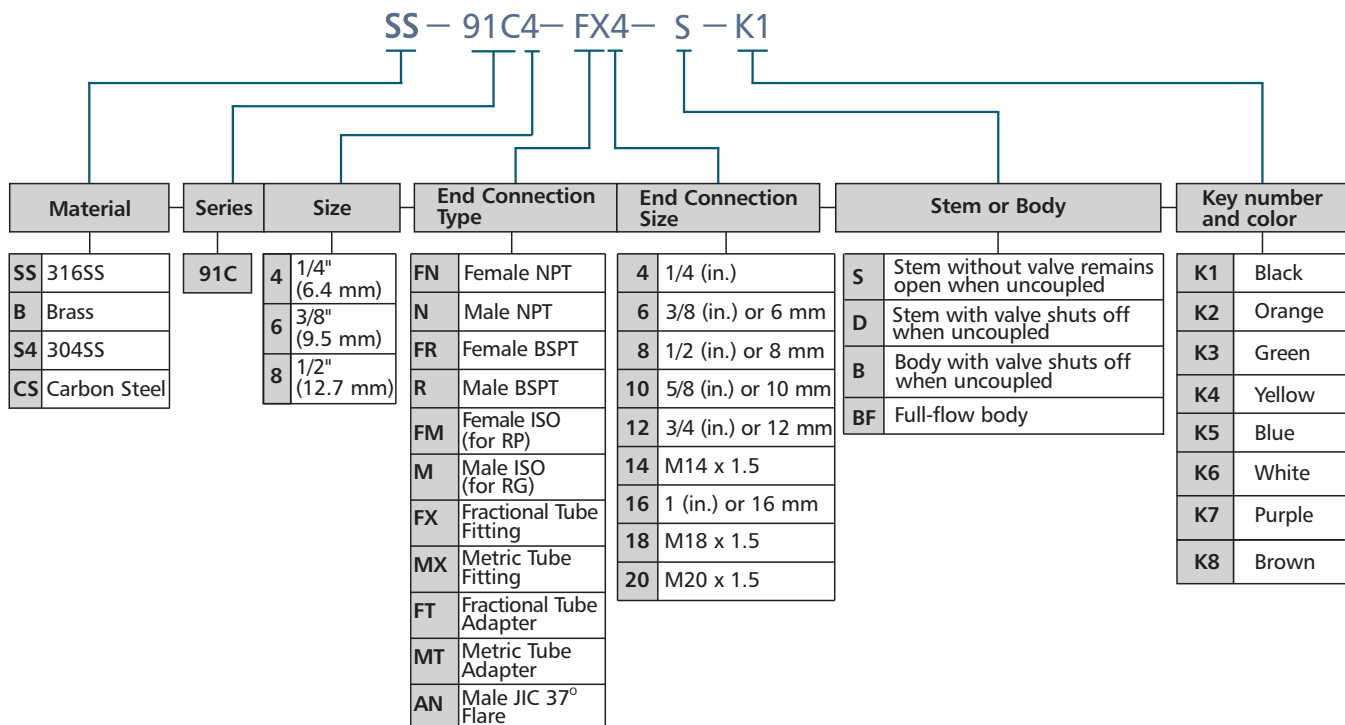 SS – 91C4 – FX4 – S – K1
Material
Series
Size
End Connection
Type
End Connection
Size
Stem or Body
Key number
and color
SS 316SS
B Brass
S4 304SS
CS Carbon Steel
91C
4 1/4"
(6.4 mm)
6 3/8"
(9.5 mm)
8 1/2"
(12.7 mm)
FN Female NPT
N Male NPT
FR Female BSPT
R Male BSPT
FM Female ISO
(for RP)
M Male ISO
(for RG)
FX Fractional Tube
Fitting
MX Metric Tube
Fitting
FT Fractional Tube
Adapter
MT Metric Tube
Adapter
AN Male JIC 37°
Flare
4 1/4 (in.)
6 3/8 (in.) or 6 mm
8 1/2 (in.) or 8 mm
10 5/8 (in.) or 10 mm
12 3/4 (in.) or 12 mm
14 M14 x 1.5
16 1 (in.) or 16 mm
18 M18 x 1.5
20 M20 x 1.5
S Stem without valve remains
open when uncoupled
D Stem with valve shuts off
when uncoupled
B Body with valve shuts off
when uncoupled
BF Full-flow body
K1 Black
K2 Orange
K3 Green
K4 Yellow
K5 Blue
K6 White
K7 Purple
K8 Brown